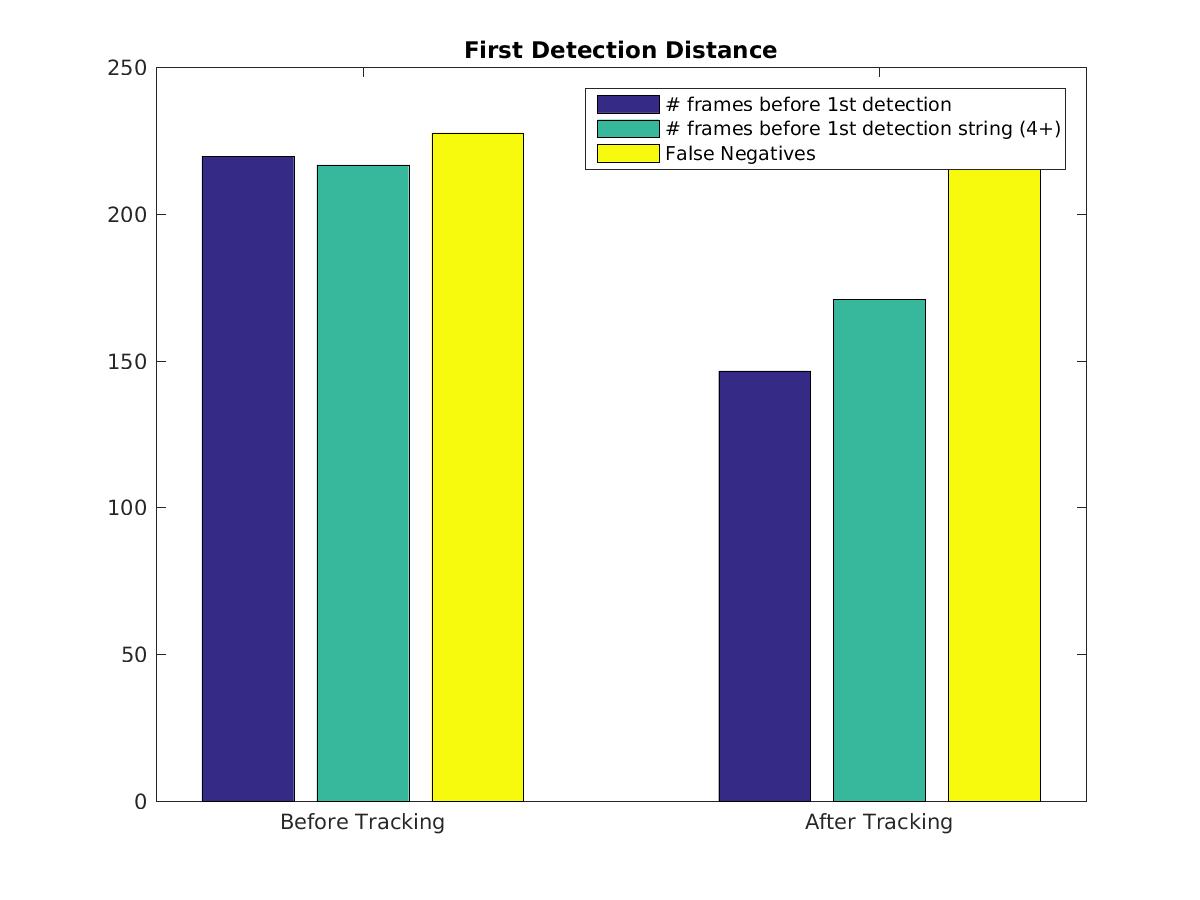 First Detection Distance
250
200
150
100
50
0
# frames before 1st detection
# frames before 1st detection string (4+)
False Negatives
Before Tracking
After Tracking